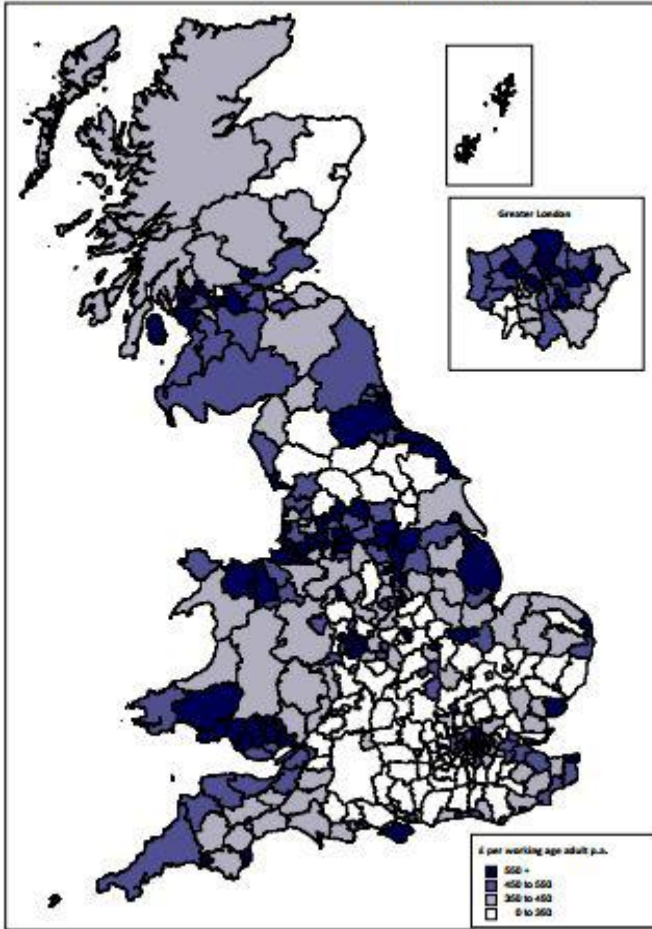 Greater London
£ per working age adult p.a.
550 +
450 to 550
350 to 450
0 to 350